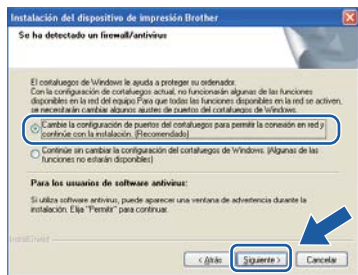 Instalación del dispositivo de impresión Brother
Se ha detectado un firewall/antivirus
El cortafuegos de Windows le ayuda a proteger su ordenador.
Con la configuración de cortafuegos actual, no funcionarán algunas de las funciones
disponibles en la red del equipo.Para que todas las funciones disponibles en la red se activen,
se necesitarán cambiar algunos ajustes de puertos del cortafuegos de Windows.
Cambie la configuración de puertos del cortafuegos para permitir la conexión en red y
continúe con la instalación. (Recomendado)
Continúe sin cambiar la configuración del cortafuegos de Windows. (Algunas de las
funciones no estarán disponibles)
Para los usuarios de software antivirus:
Si utiliza software antivirus, puede aparecer una ventana de advertencia durante la
instalación. Elija "Permitir" para continuar.
InstallShield
< Atrás
Siguiente >
Cancelar